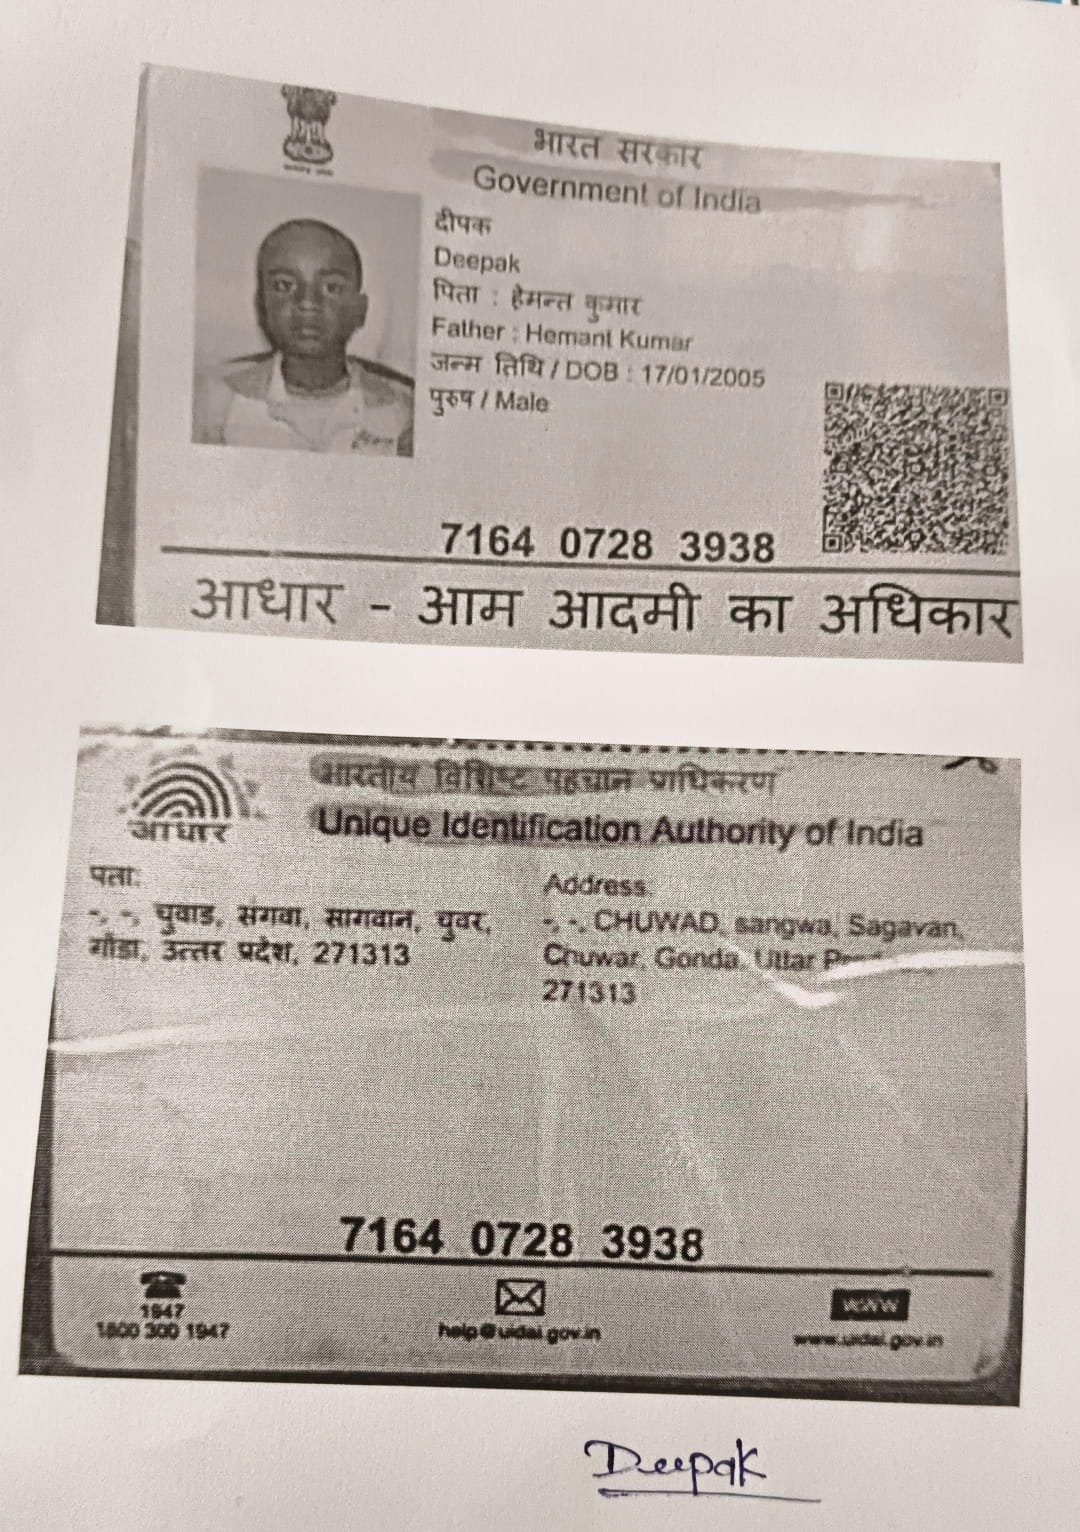 भारत सरकार
Government of India
दीपक
Deepak
पिता : हेमन्त कुमार
Father : Hemant Kumar
जन्म तिथि / DOB : 17/01/2005
पुरुष / Male
7164 0728 3938
आधार - आम आदमी का अधिकार
भारतीय विशिष्ट पहचान प्राधिकरण
आधार
Unique Identification Authority of India
पता:
-, -, चुवाड, संगवा, सागवान, चुवर,
गोंडा, उत्तर प्रदेश, 271313
Address:
-, -, CHUWAD, sangwa, Sagavan,
Chuwar, Gonda, Uttar
271313
7164 0728 3938
1947
1800 300 1947
help@uidai.gov.in
www
www.uidai.gov.in
Deepak